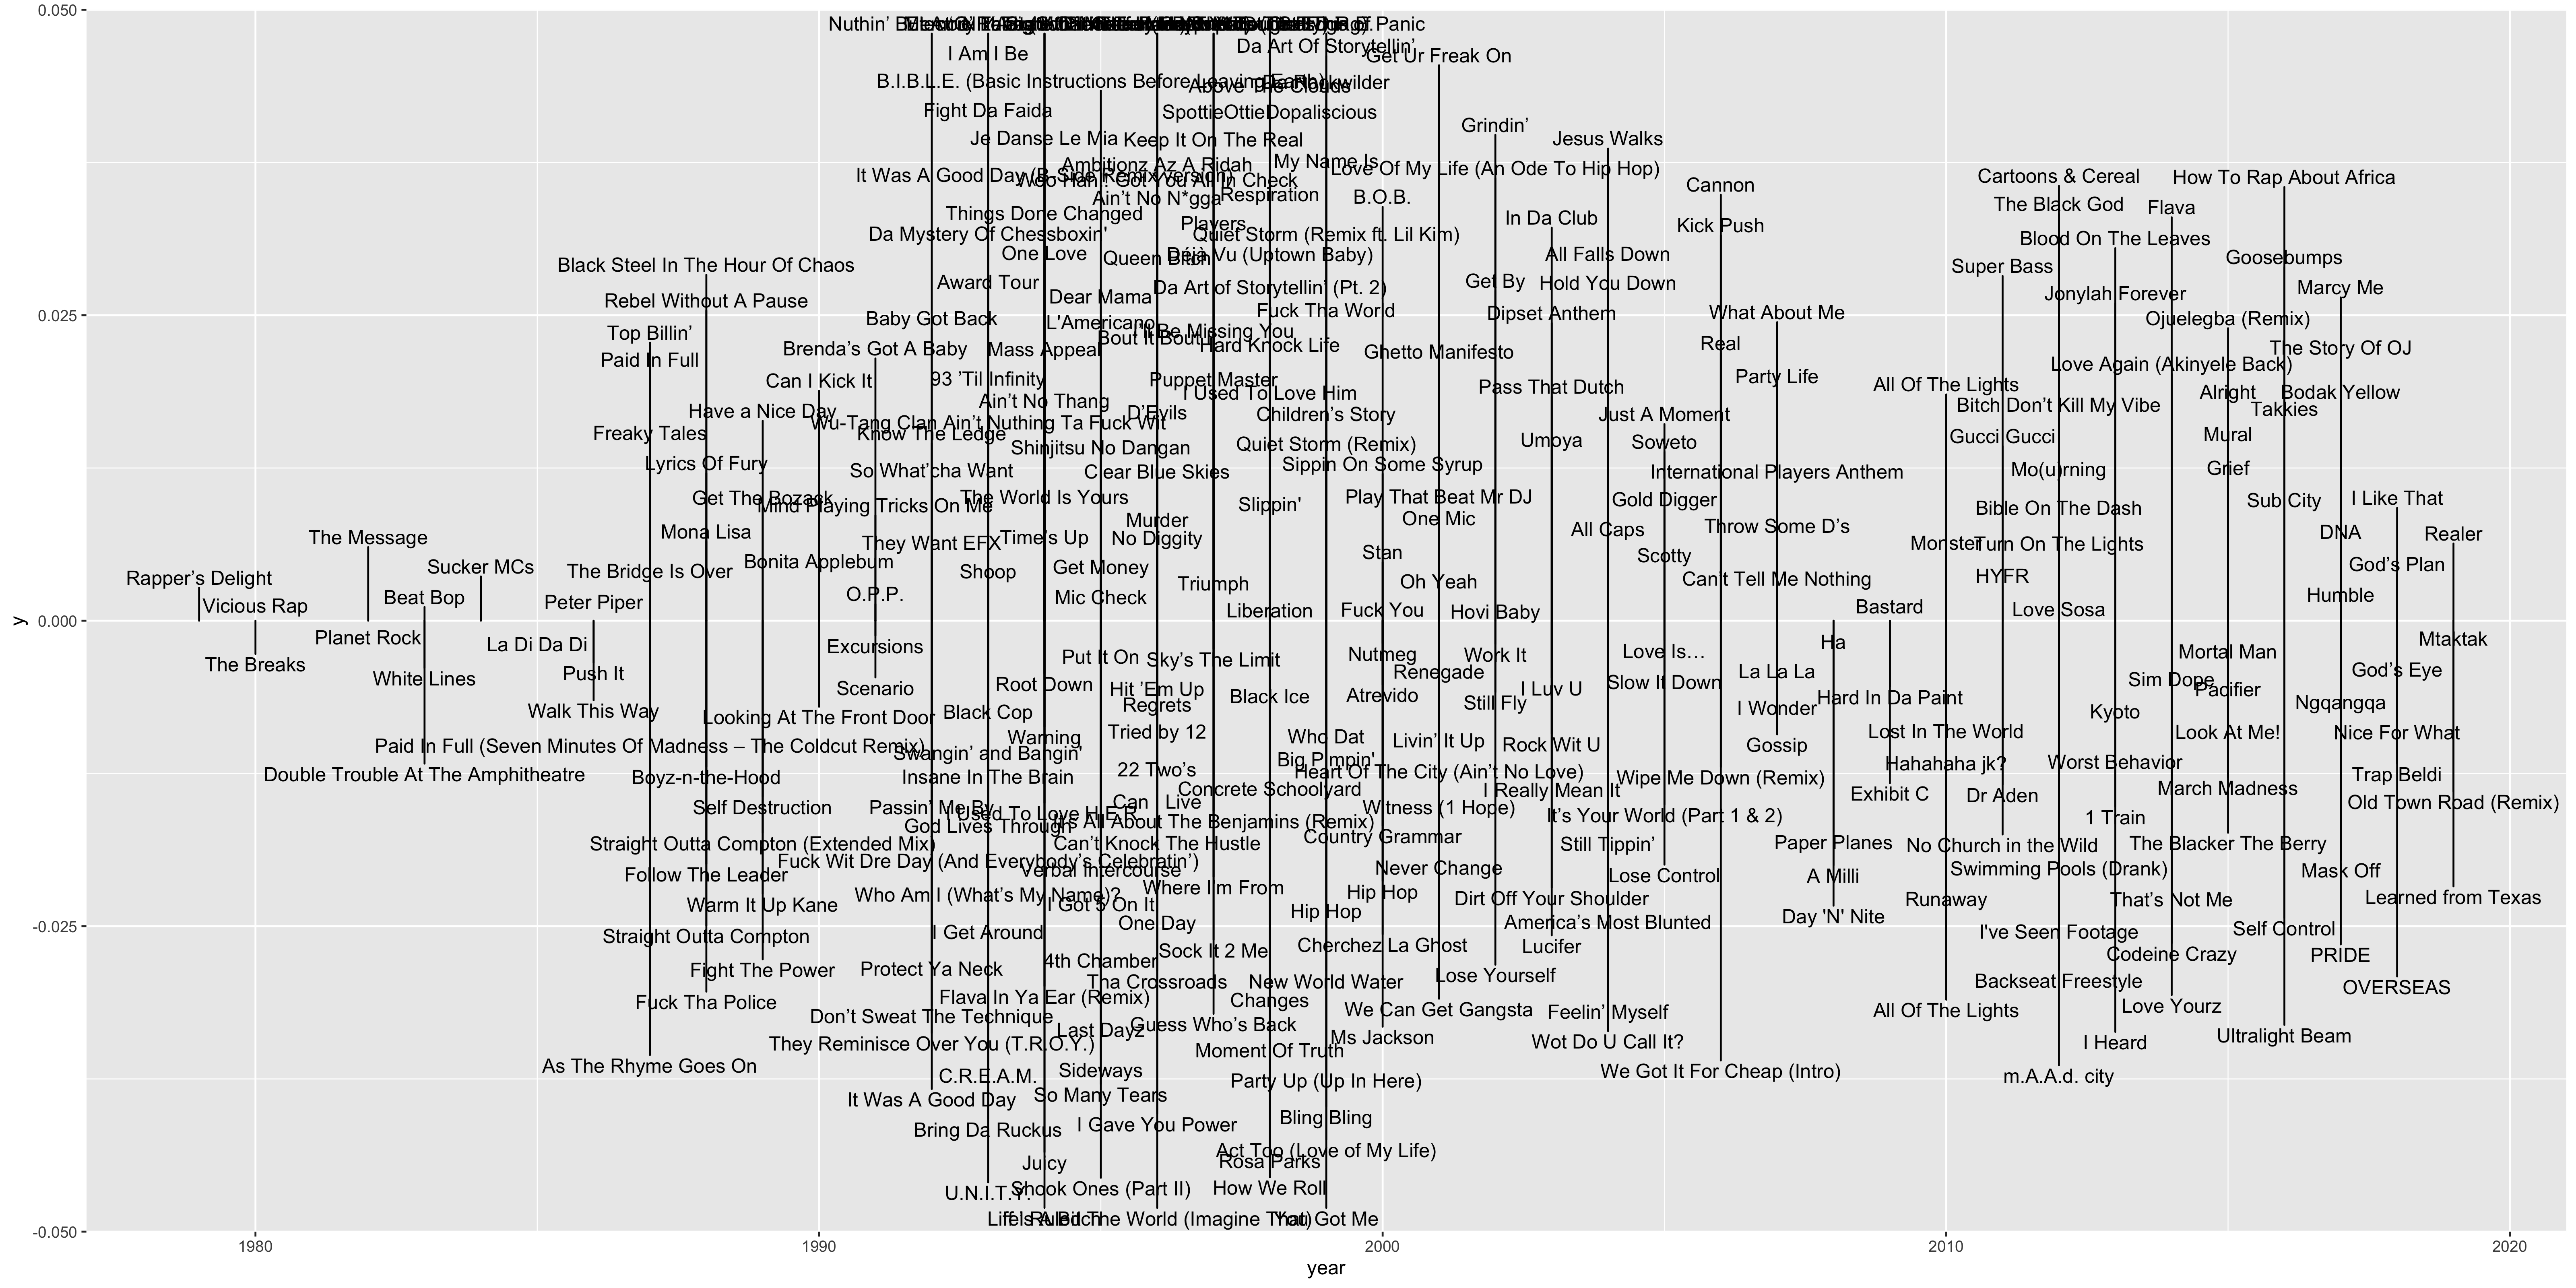 0.050
Nuthin’
Panic
Da Art Of Storytellin’
I Am I Be
Get Ur Freak On
B.I.B.L.E. (Basic Instructions Before Leaving Earth)
Above The Clouds
Da Rockwilder
Fight Da Faida
SpottieOttieDopaliscious
Grindin’
Je Danse Le Mia
Keep It On The Real
Jesus Walks
Ambitionz Az A Ridah
My Name Is
Love Of My Life (An Ode To Hip Hop)
It Was A Good Day (B-Side Remix version)
Woo Hah!! Got You All In Check
Cartoons & Cereal
How To Rap About Africa
Cannon
Ain’t No N*gga
Respiration
B.O.B.
The Black God
Flava
Things Done Changed
In Da Club
Players
Kick Push
Da Mystery Of Chessboxin'
Quiet Storm (Remix ft. Lil Kim)
Blood On The Leaves
One Love
Queen Bitch
Déjà Vu (Uptown Baby)
All Falls Down
Goosebumps
Black Steel In The Hour Of Chaos
Super Bass
Award Tour
Get By
Hold You Down
Da Art of Storytellin’ (Pt. 2)
Marcy Me
Dear Mama
Jonylah Forever
Rebel Without A Pause
Fuck Tha World
What About Me
Dipset Anthem
0.025
Baby Got Back
L'Americano
Ojuelegba (Remix)
Top Billin’
I’ll Be Missing You
Bout It Bout It
Hard Knock Life
Real
Brenda’s Got A Baby
Mass Appeal
Ghetto Manifesto
The Story Of OJ
Paid In Full
Love Again (Akinyele Back)
Can I Kick It
93 ’Til Infinity
Puppet Master
Party Life
All Of The Lights
Pass That Dutch
I Used To Love Him
Alright
Bodak Yellow
Ain’t No Thang
Bitch Don’t Kill My Vibe
Takkies
Have a Nice Day
D’Evils
Children’s Story
Just A Moment
Wu-Tang Clan Ain’t Nuthing Ta Fuck Wit
Freaky Tales
Know The Ledge
Gucci Gucci
Mural
Umoya
Soweto
Shinjitsu No Dangan
Quiet Storm (Remix)
Lyrics Of Fury
Sippin On Some Syrup
So What’cha Want
Clear Blue Skies
International Players Anthem
Mo(u)rning
Grief
Get The Bozack
The World Is Yours
Play That Beat Mr DJ
I Like That
Mind Playing Tricks On Me
Slippin'
Gold Digger
Sub City
Bible On The Dash
Murder
One Mic
Mona Lisa
All Caps
Throw Some D’s
DNA
Realer
The Message
Time’s Up
No Diggity
They Want EFX
Monster
Turn On The Lights
Stan
Scotty
Bonita Applebum
God’s Plan
Sucker MCs
The Bridge Is Over
Shoop
Get Money
Rapper’s Delight
HYFR
Can't Tell Me Nothing
Triumph
Oh Yeah
O.P.P.
Humble
Beat Bop
Mic Check
Peter Piper
Vicious Rap
Bastard
Liberation
Fuck You
Hovi Baby
Love Sosa
0.000
Planet Rock
Ha
Mtaktak
La Di Da Di
Excursions
Love Is…
Mortal Man
Nutmeg
Work It
Put It On
Sky’s The Limit
The Breaks
Push It
Renegade
La La La
God’s Eye
White Lines
Sim Dope
Slow It Down
Root Down
Scenario
Hit ’Em Up
I Luv U
Pacifier
Black Ice
Atrevido
Hard In Da Paint
Still Fly
Regrets
Ngqangqa
I Wonder
Walk This Way
Black Cop
Kyoto
Looking At The Front Door
Tried by 12
Lost In The World
Look At Me!
Nice For What
Warning
Who Dat
Livin’ It Up
Rock Wit U
Gossip
Paid In Full (Seven Minutes Of Madness – The Coldcut Remix)
Swangin’ and Bangin'
Big Pimpin'
Worst Behavior
Hahahaha jk?
22 Two’s
Heart Of The City (Ain’t No Love)
Double Trouble At The Amphitheatre
Trap Beldi
Boyz-n-the-Hood
Insane In The Brain
Wipe Me Down (Remix)
Concrete Schoolyard
I Really Mean It
March Madness
Exhibit C
Dr Aden
Can I Live
Old Town Road (Remix)
Self Destruction
Passin’ Me By
Witness (1 Hope)
I Used To Love H.E.R.
It’s Your World (Part 1 & 2)
1 Train
It’s All About The Benjamins (Remix)
God Lives Through
Country Grammar
Straight Outta Compton (Extended Mix)
Can’t Knock The Hustle
Still Tippin’
Paper Planes
No Church in the Wild
The Blacker The Berry
Fuck Wit Dre Day (And Everybody’s Celebratin’)
Verbal Intercourse
Never Change
Swimming Pools (Drank)
Mask Off
Follow The Leader
Lose Control
A Milli
Where I’m From
Hip Hop
Who Am I (What’s My Name)?
Dirt Off Your Shoulder
Runaway
That’s Not Me
Learned from Texas
Warm It Up Kane
I Got 5 On It
Hip Hop
Day 'N' Nite
One Day
America’s Most Blunted
-0.025
Self Control
I Get Around
I've Seen Footage
Straight Outta Compton
Cherchez La Ghost
Lucifer
Sock It 2 Me
Codeine Crazy
PRIDE
4th Chamber
Protect Ya Neck
Fight The Power
Lose Yourself
Tha Crossroads
New World Water
Backseat Freestyle
OVERSEAS
Flava In Ya Ear (Remix)
Changes
Fuck Tha Police
Love Yourz
We Can Get Gangsta
Feelin’ Myself
All Of The Lights
Don’t Sweat The Technique
Guess Who’s Back
Last Dayz
Ms Jackson
Ultralight Beam
They Reminisce Over You (T.R.O.Y.)
Wot Do U Call It?
I Heard
Moment Of Truth
As The Rhyme Goes On
Sideways
We Got It For Cheap (Intro)
C.R.E.A.M.
m.A.A.d. city
Party Up (Up In Here)
So Many Tears
It Was A Good Day
Bling Bling
I Gave You Power
Bring Da Ruckus
Act Too (Love of My Life)
Juicy
Rosa Parks
U.N.I.T.Y.
Shook Ones (Part II)
How We Roll
Life's A Bitch
If I Ruled The World (Imagine That)
You Got Me
-0.050
1980
1990
2000
2010
2020
year
y